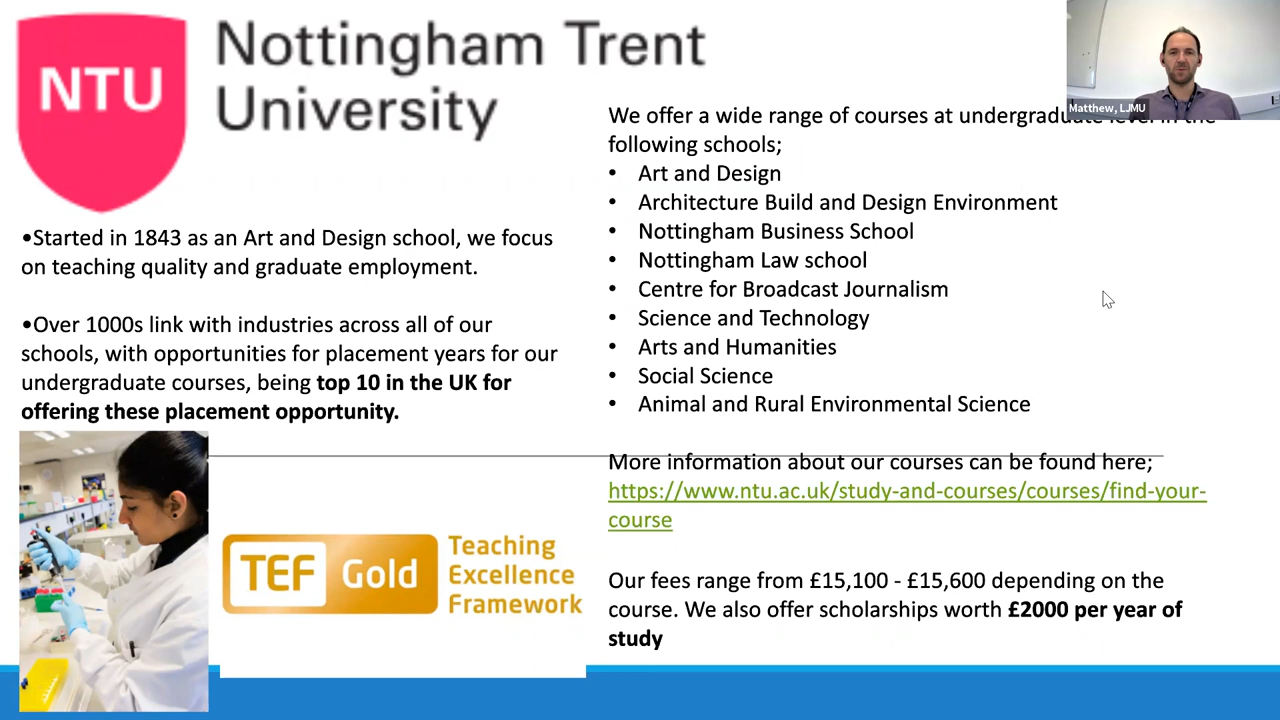 NTU
Nottingham Trent
University
•Started in 1843 as an Art and Design school, we focus
on teaching quality and graduate employment.
•Over 1000s link with industries across all of our
schools, with opportunities for placement years for our
undergraduate courses, being top 10 in the UK for
offering these placement opportunity.
TEF Gold
Teaching
Excellence
Framework
Matthew, LJMU
We offer a wide range of courses at undergraduate level in the
following schools;
• Art and Design
• Architecture Build and Design Environment
• Nottingham Business School
• Nottingham Law school
• Centre for Broadcast Journalism
• Science and Technology
• Arts and Humanities
• Social Science
• Animal and Rural Environmental Science
More information about our courses can be found here;
https://www.ntu.ac.uk/study-and-courses/courses/find-your-
course
Our fees range from £15,100 - £15,600 depending on the
course. We also offer scholarships worth £2000 per year of
study